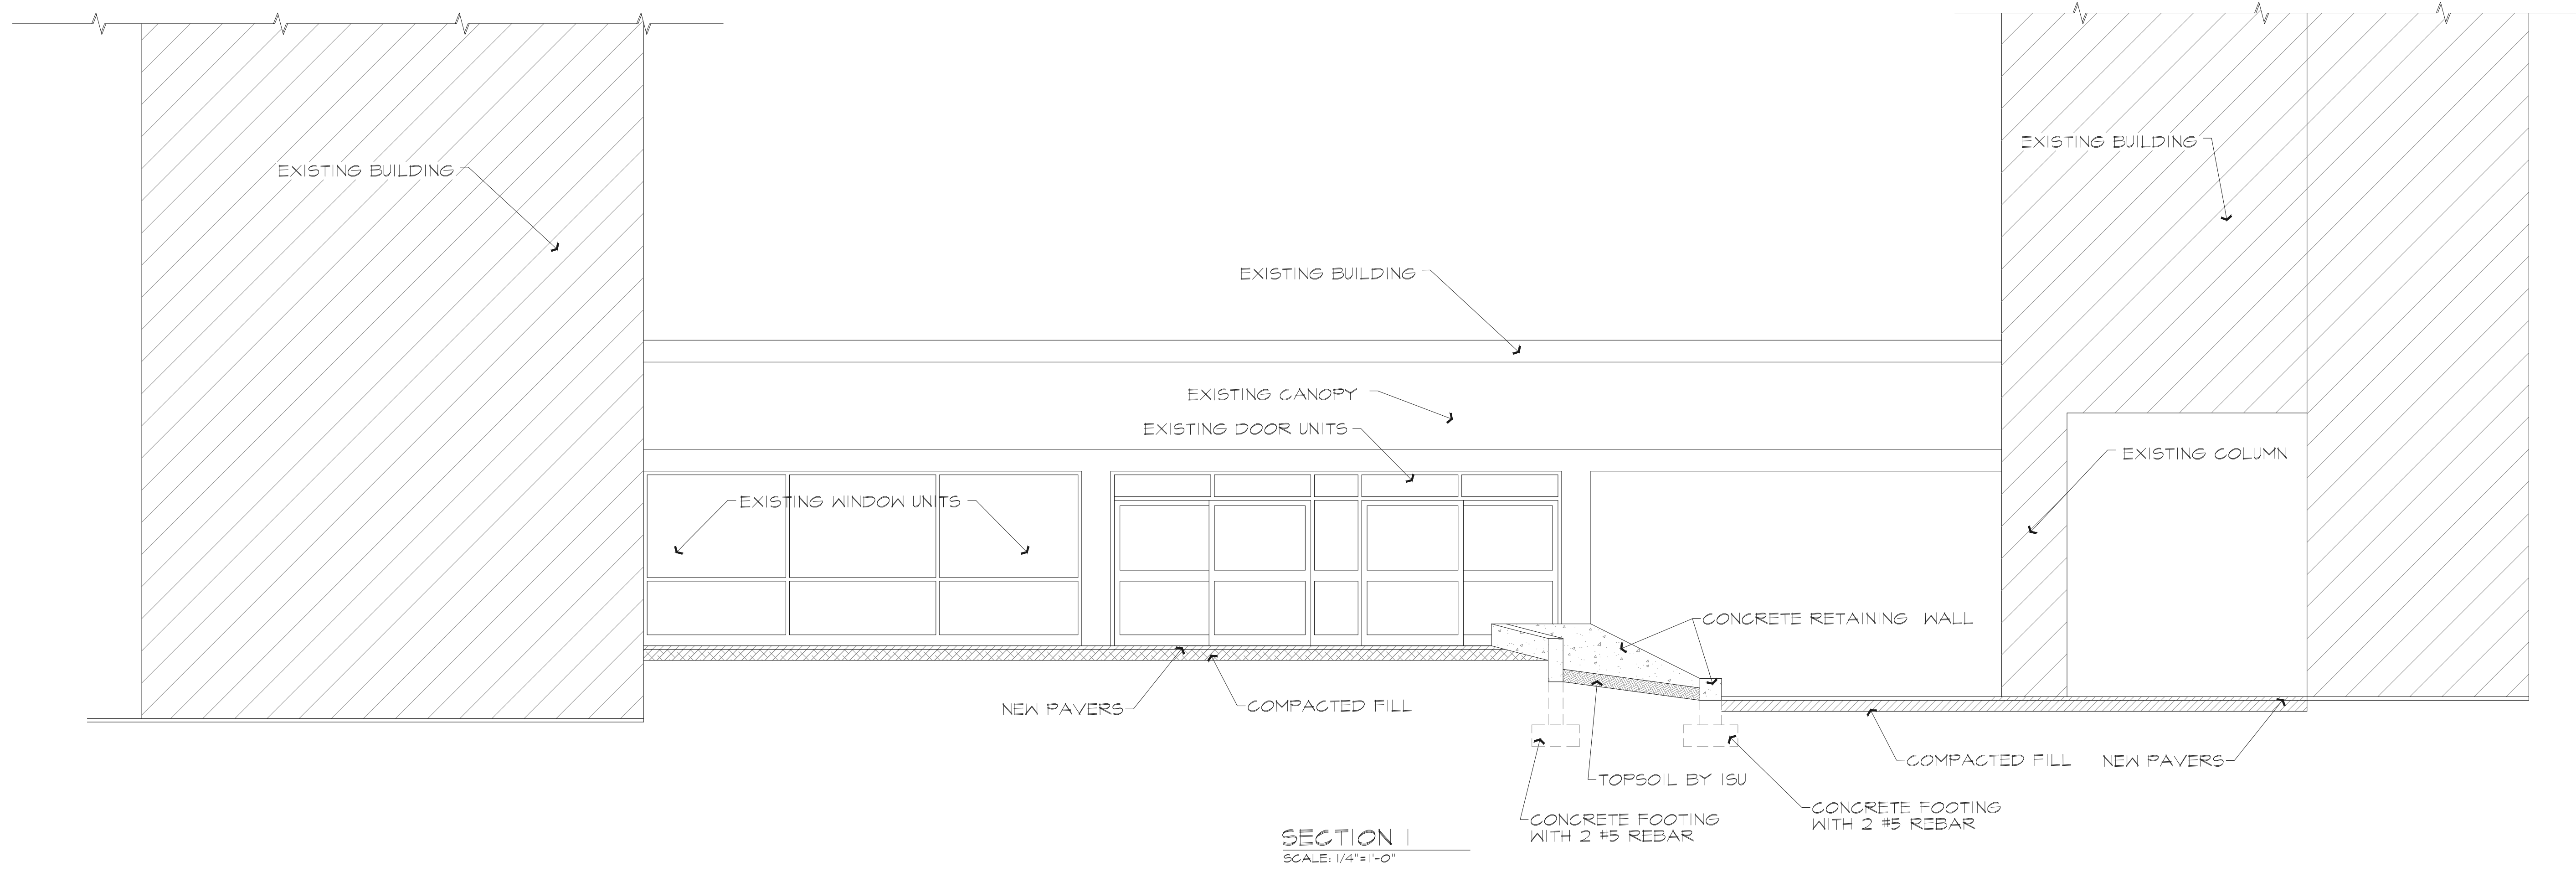 EXISTING BUILDING
EXISTING BUILDING
EXISTING BUILDING
EXISTING CANOPY
EXISTING DOOR UNITS
EXISTING COLUMN
EXISTING WINDOW UNITS
CONCRETE RETAINING WALL
NEW PAVERS
COMPACTED FILL
COMPACTED FILL
NEW PAVERS
TOPSOIL BY ISU
CONCRETE FOOTING
WITH 2 #5 REBAR
CONCRETE FOOTING
WITH 2 #5 REBAR
SECTION 1
SCALE: 1/4"=1'-0"